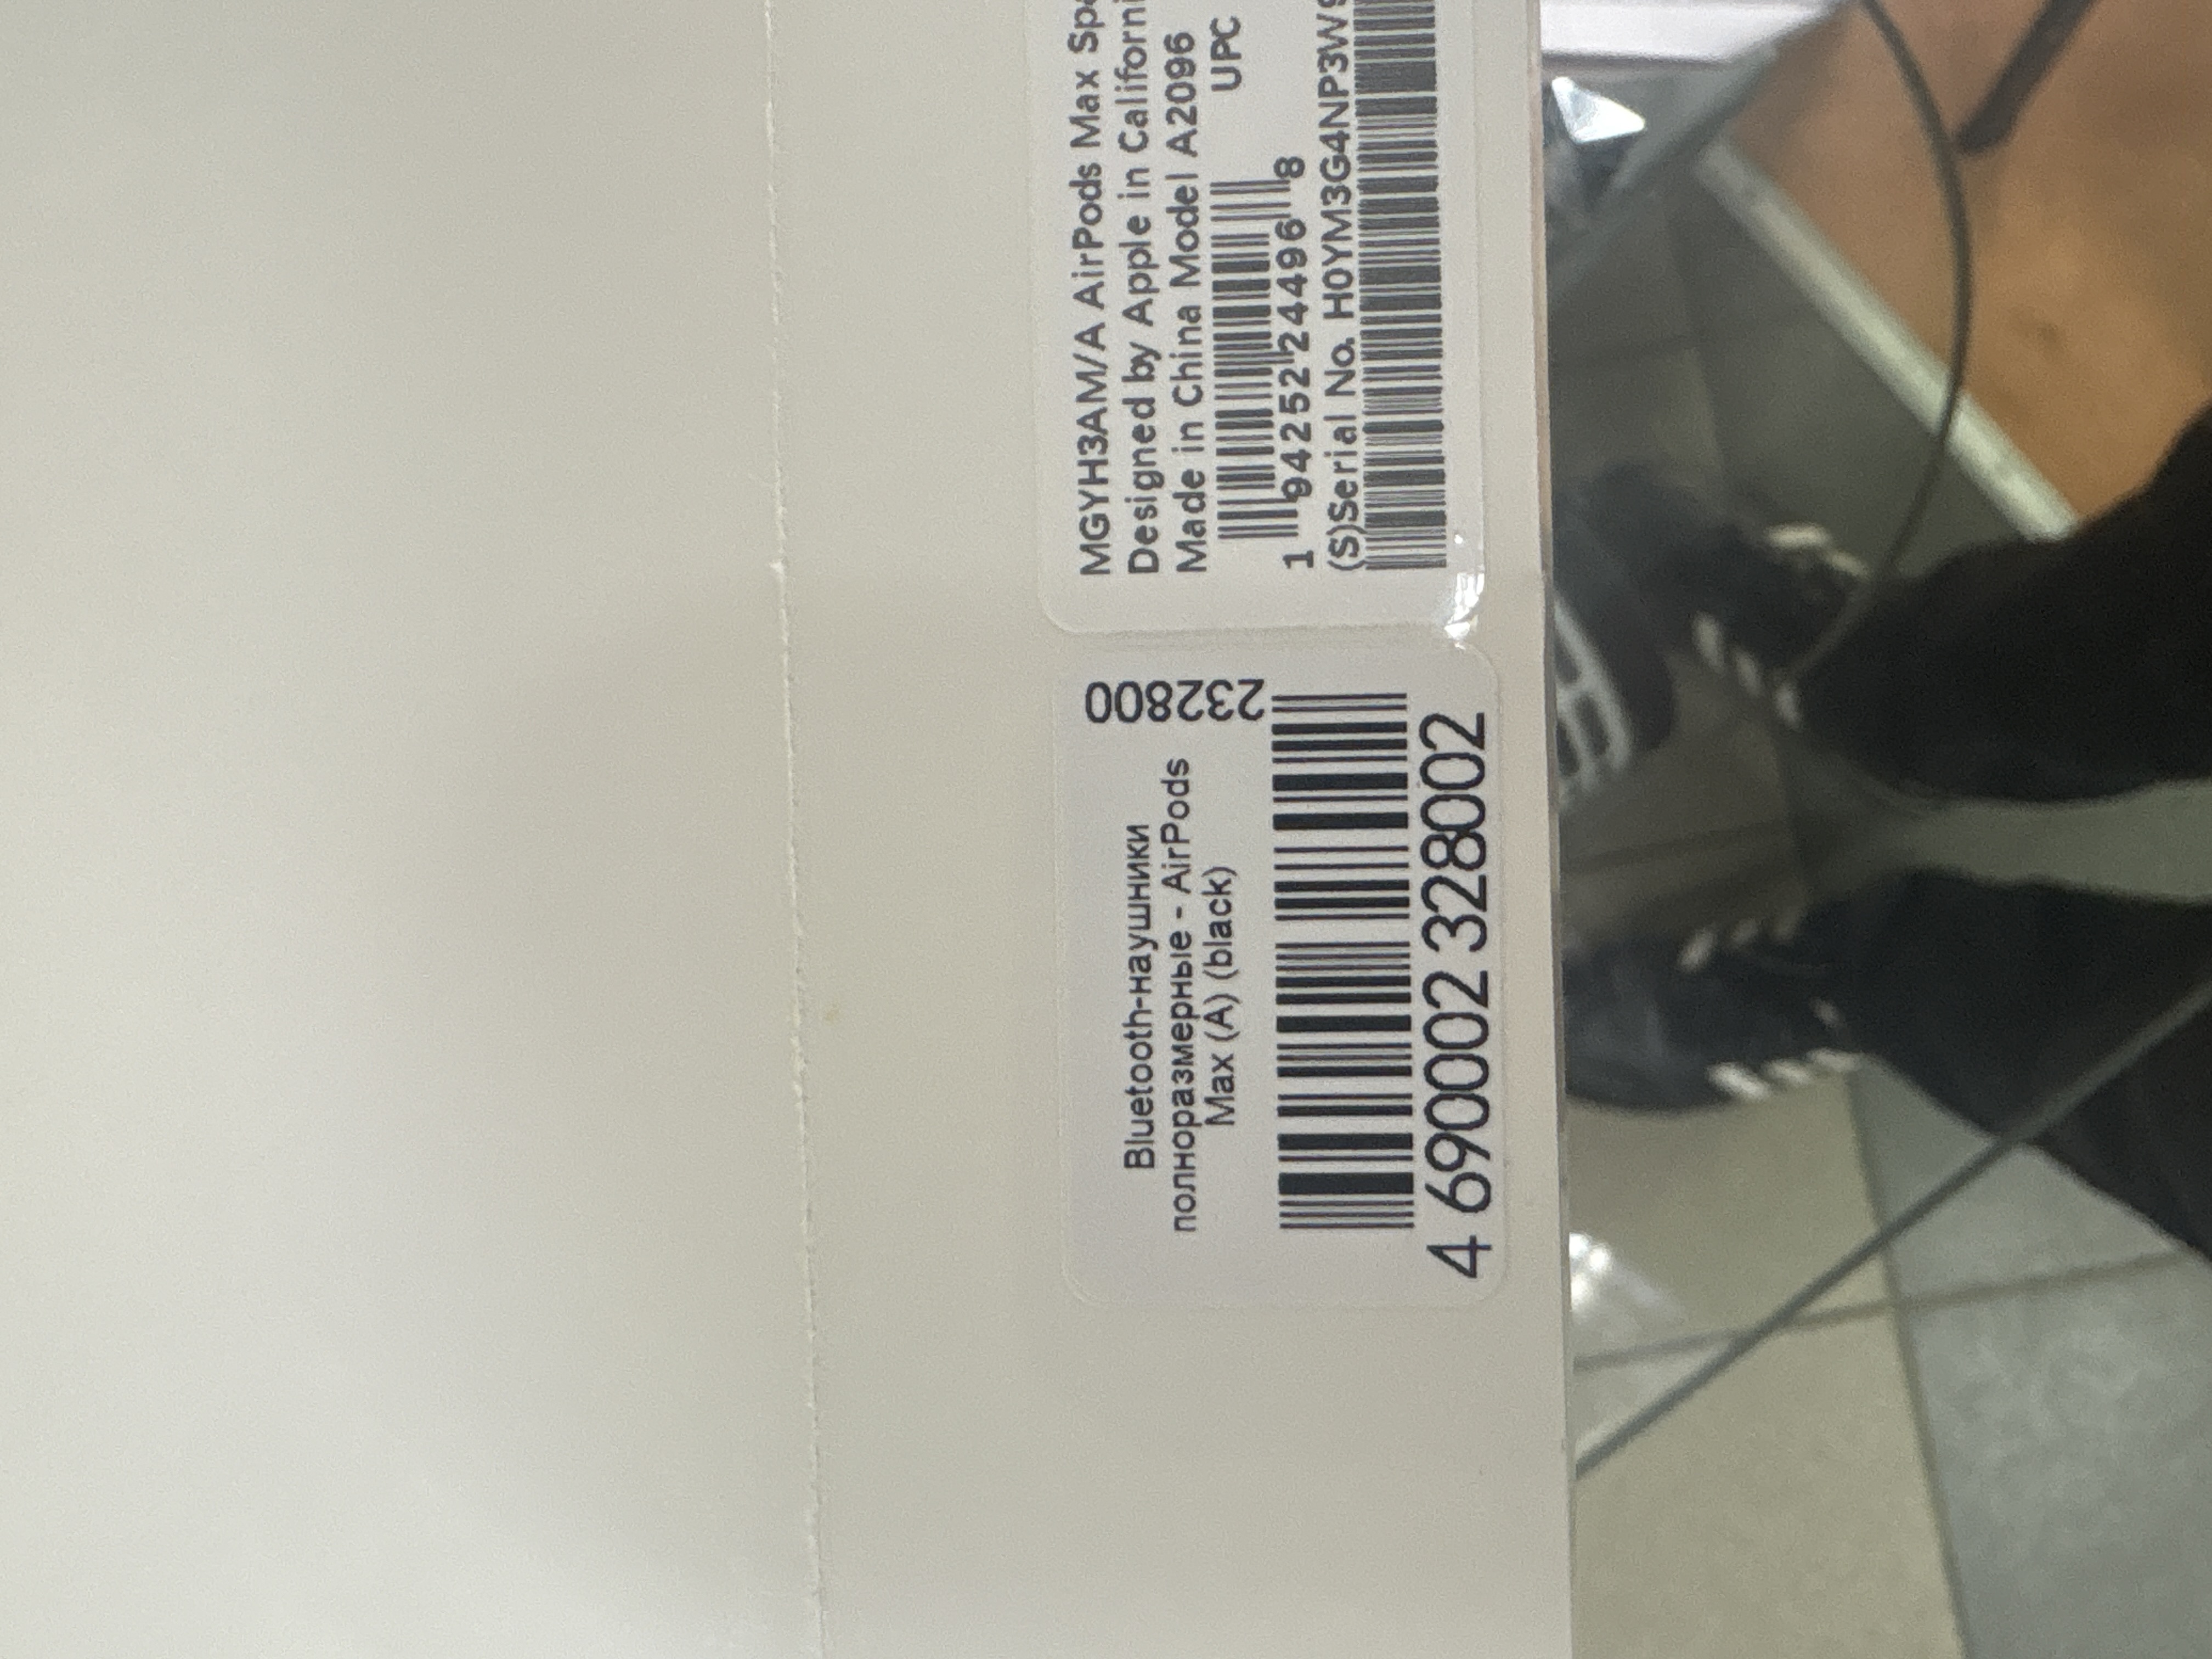 MGYH3AM/A AirPods Max
Designed by Apple in
Made in China Model A2096
UPC
1 94252 24496 8
(S)Serial No.
232800
Bluetooth-наушники
полноразмерные - AirPods
Max (A) (black)
4 690002 328002